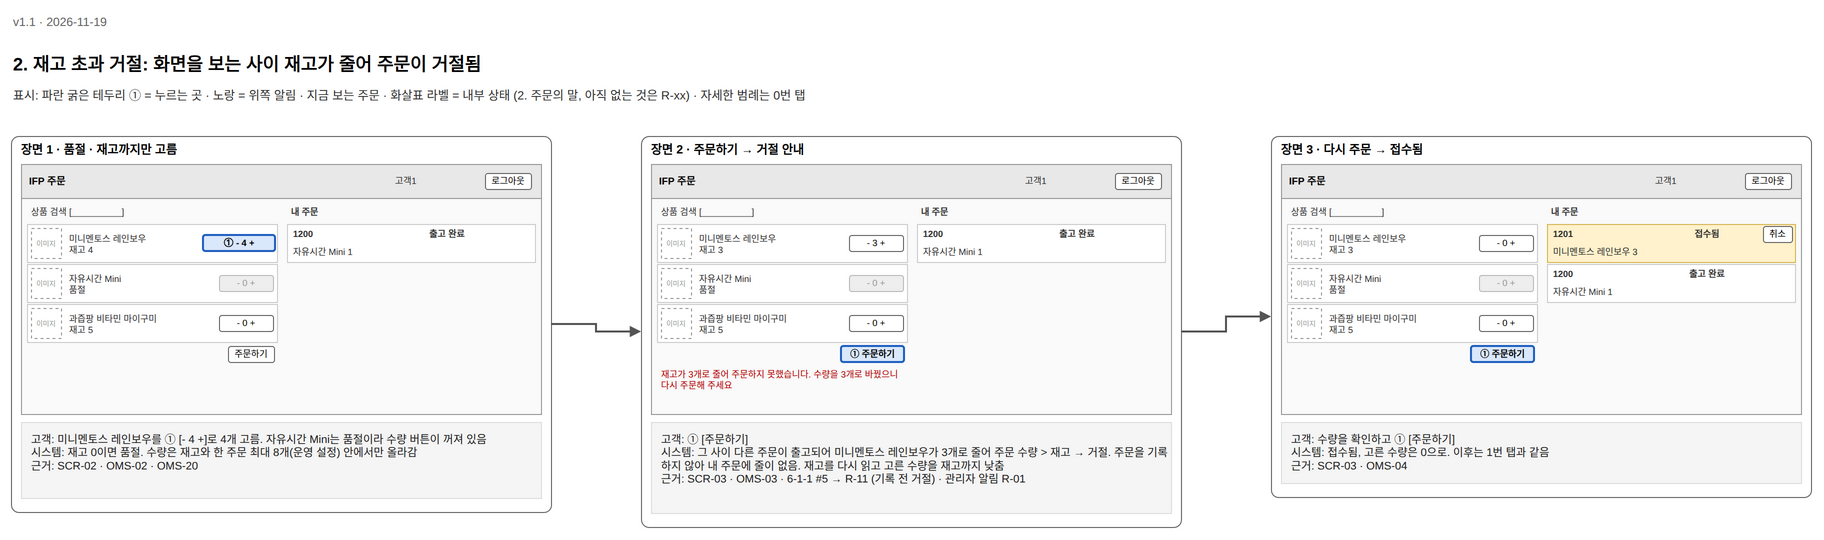 v1.1 · 2026-11-19
2. 재고 초과 거절: 화면을 보는 사이 재고가 줄어 주문이 거절됨
표시: 파란 굵은 테두리 ① = 누르는 곳 · 노랑 = 위쪽 알림 · 지금 보는 주문 · 화살표 라벨 = 내부 상태 (2. 주문의 말, 아직 없는 것은 R-xx) · 자세한 범례는 0번 탭
장면 1 · 품절 · 재고까지만 고름
IFP 주문
고객1
로그아웃
상품 검색 [__________]
내 주문
이미지
미니멘토스 레인보우
재고 4
① - 4 +
이미지
자유시간 Mini
품절
- 0 +
이미지
과즙팡 비타민 마이구미
재고 5
- 0 +
주문하기
1200
출고 완료
자유시간 Mini 1
고객: 미니멘토스 레인보우를 ① [- 4 +]로 4개 고름. 자유시간 Mini는 품절이라 수량 버튼이 꺼져 있음
시스템: 재고 0이면 품절. 수량은 재고와 한 주문 최대 8개(운영 설정) 안에서만 올라감
근거: SCR-02 · OMS-02 · OMS-20
장면 2 · 주문하기 → 거절 안내
IFP 주문
고객1
로그아웃
상품 검색 [__________]
내 주문
이미지
미니멘토스 레인보우
재고 3
- 3 +
이미지
자유시간 Mini
품절
- 0 +
이미지
과즙팡 비타민 마이구미
재고 5
- 0 +
① 주문하기
재고가 3개로 줄어 주문하지 못했습니다. 수량을 3개로 바꿨으니
다시 주문해 주세요
1200
출고 완료
자유시간 Mini 1
고객: ① [주문하기]
시스템: 그 사이 다른 주문이 출고되어 미니멘토스 레인보우가 3개로 줄어 주문 수량 > 재고 → 거절. 주문을 기록
하지 않아 내 주문에 줄이 없음. 재고를 다시 읽고 고른 수량을 재고까지 낮춤
근거: SCR-03 · OMS-03 · 6-1-1 #5 → R-11 (기록 전 거절) · 관리자 알림 R-01
장면 3 · 다시 주문 → 접수됨
IFP 주문
고객1
로그아웃
상품 검색 [__________]
내 주문
이미지
미니멘토스 레인보우
재고 3
- 0 +
이미지
자유시간 Mini
품절
- 0 +
이미지
과즙팡 비타민 마이구미
재고 5
- 0 +
① 주문하기
1201
접수됨
취소
미니멘토스 레인보우 3
1200
출고 완료
자유시간 Mini 1
고객: 수량을 확인하고 ① [주문하기]
시스템: 접수됨, 고른 수량은 0으로. 이후는 1번 탭과 같음
근거: SCR-03 · OMS-04